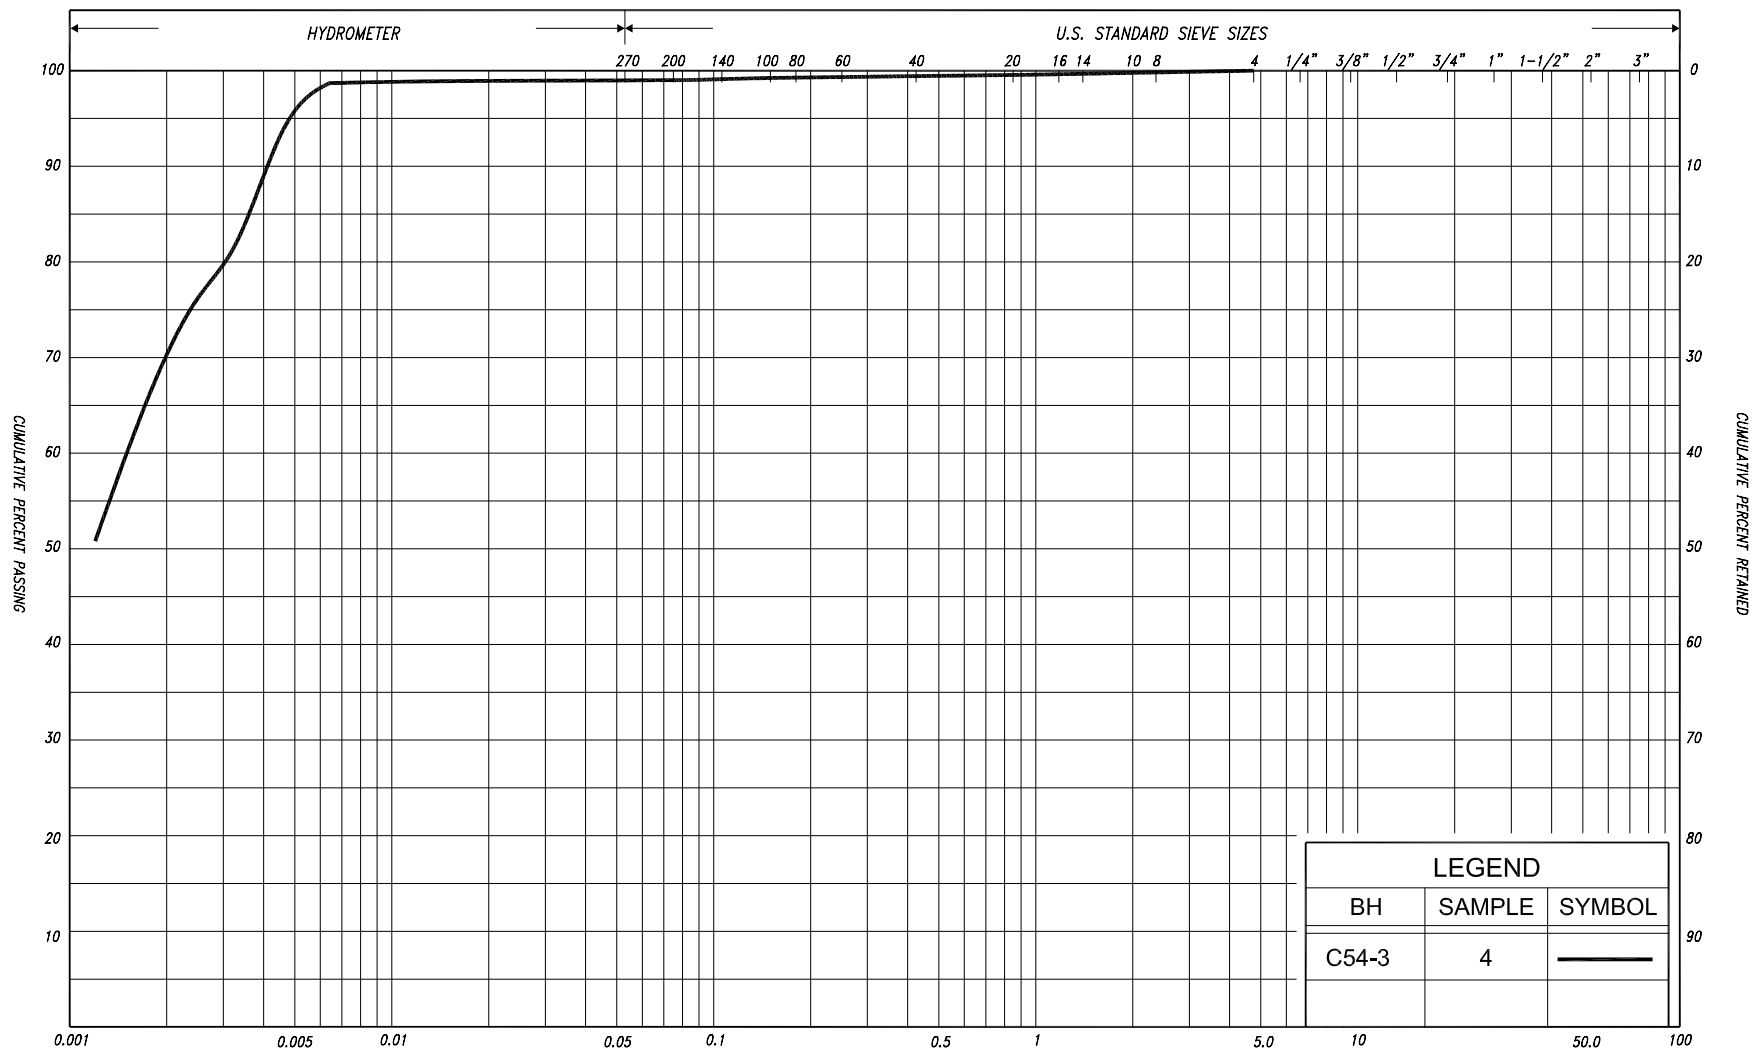 HYDROMETER U.S. STANDARD SIEVE SIZES
270 200 140 100 80 60 40 20 16 14 10 8 4 1/4" 3/8" 1/2" 3/4" 1" 1-1/2" 2" 3"
100 0
90 10
80 20
70 30
60 40
50 50
40 60
30 70
20 80
10 90
CUMULATIVE PERCENT PASSING
CUMULATIVE PERCENT RETAINED
LEGEND
BH SAMPLE SYMBOL
C54-3 4
0.001 0.005 0.01 0.05 0.1 0.5 1 5.0 10 50.0 100